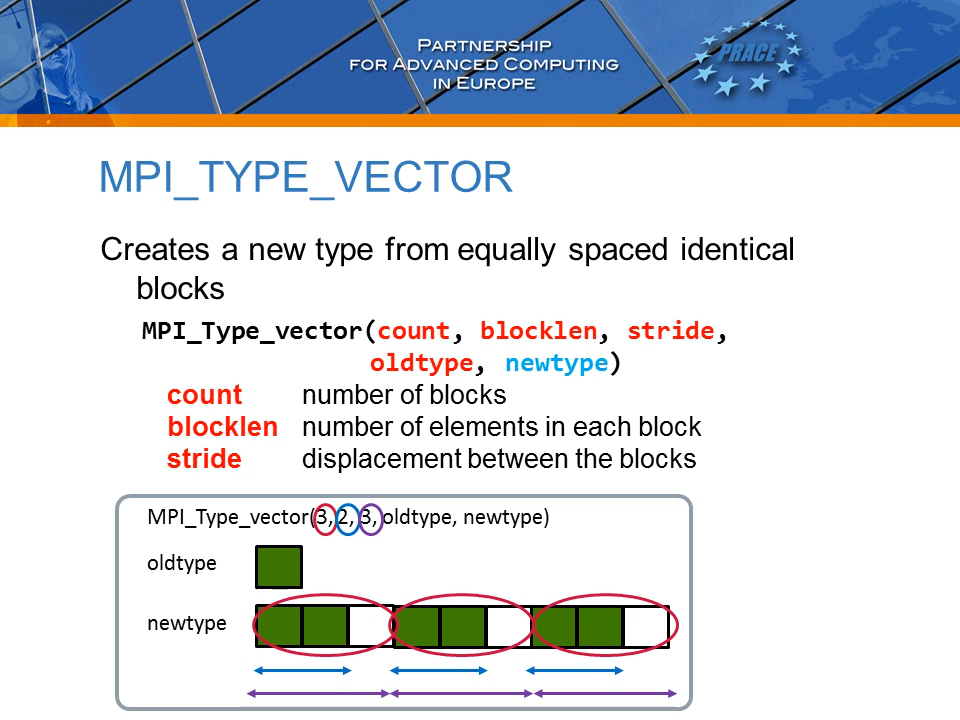 PARTNERSHIP
FOR ADVANCED COMPUTING
IN EUROPE
PRACE
MPI_TYPE_VECTOR
Creates a new type from equally spaced identical
blocks
MPI_Type_vector(count, blocklen, stride,
oldtype, newtype)
count number of blocks
blocklen number of elements in each block
stride displacement between the blocks
MPI_Type_vector(3, 2, 3, oldtype, newtype)
oldtype
newtype